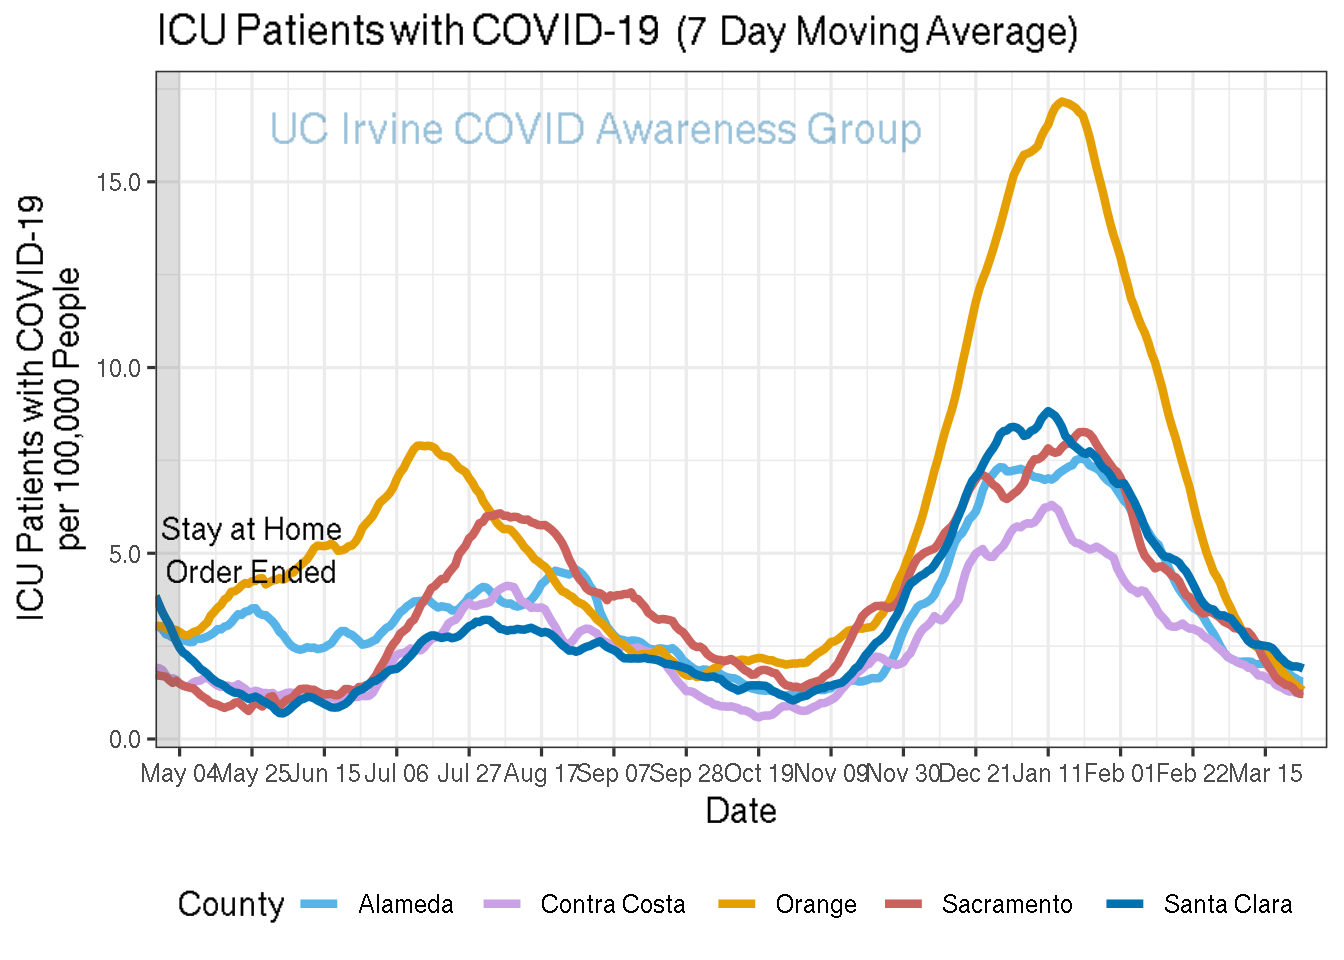 ICU Patients with COVID-19 (7 Day Moving Average)
UC Irvine COVID Awareness Group
ICU Patients with COVID-19
per 100,000 People
15.0
10.0
5.0
0.0
Stay at Home
Order Ended
May 04 May 25 Jun 15 Jul 06 Jul 27 Aug 17 Sep 07 Sep 28 Oct 19 Nov 09 Nov 30 Dec 21 Jan 11 Feb 01 Feb 22 Mar 15
Date
County Alameda Contra Costa Orange Sacramento Santa Clara